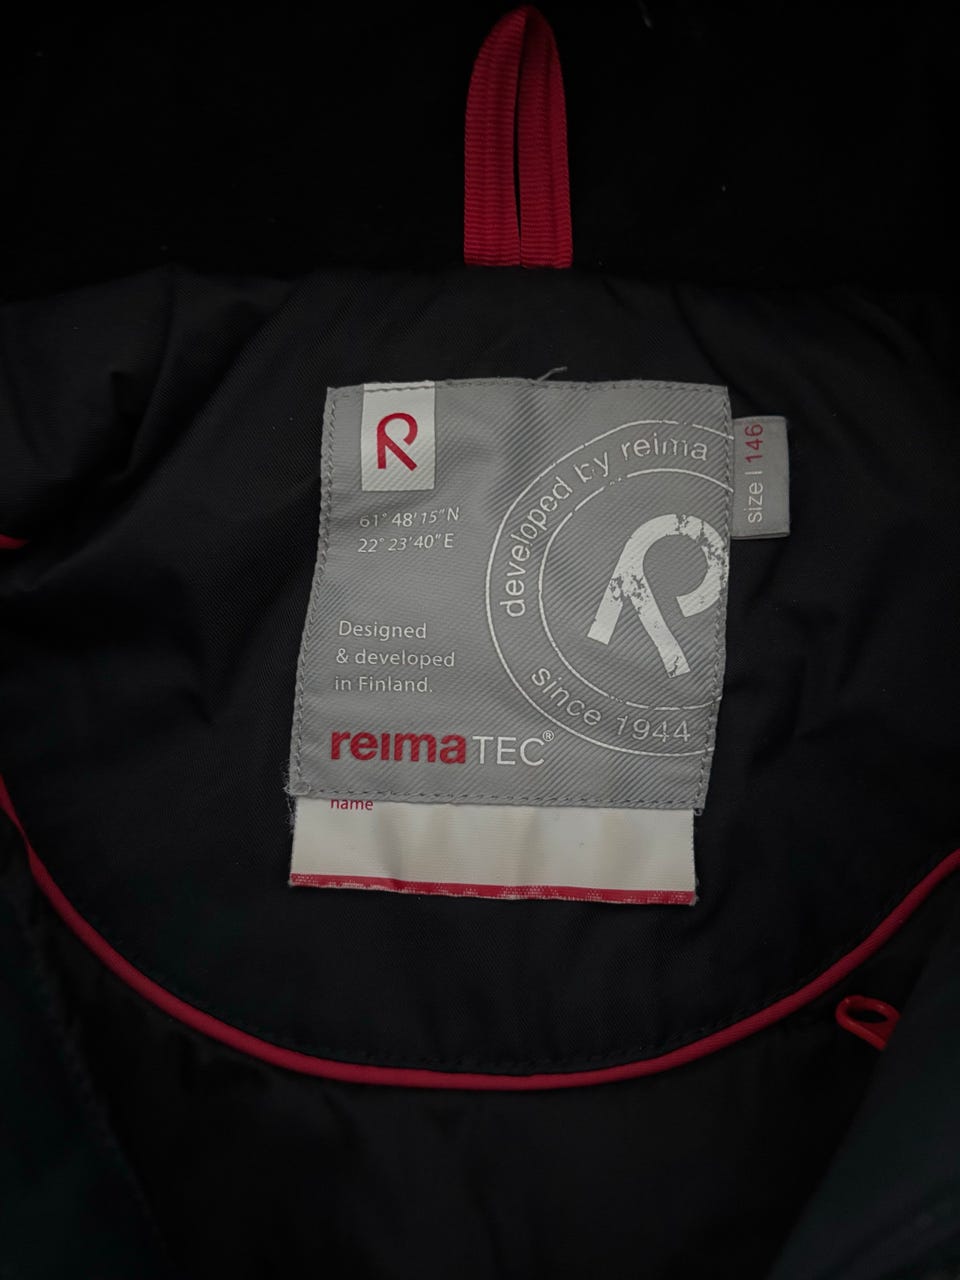 R
61° 48' 15" N
22° 23' 40" E
developed by reima
since 1944
R
size | 146
Designed
& developed
in Finland.
reimaTEC®
name